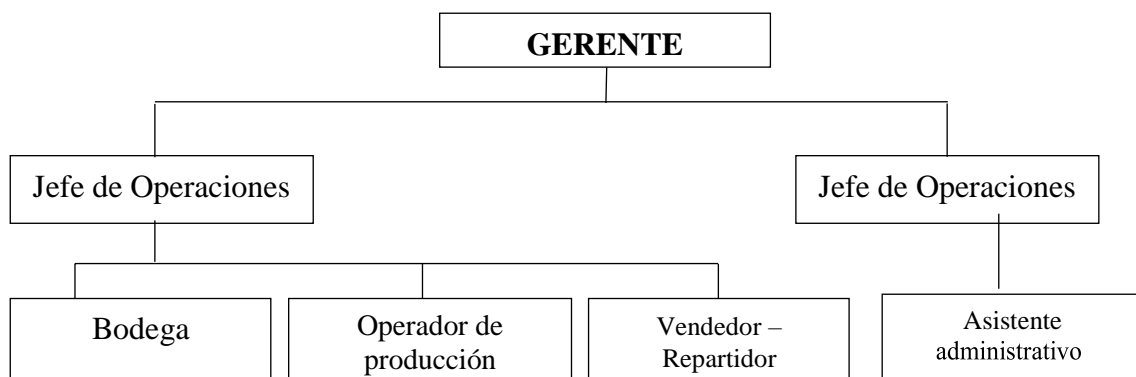 GERENTE
Jefe de Operaciones
Jefe de Operaciones
Bodega
Operador de
producción
Vendedor –
Repartidor
Asistente
administrativo